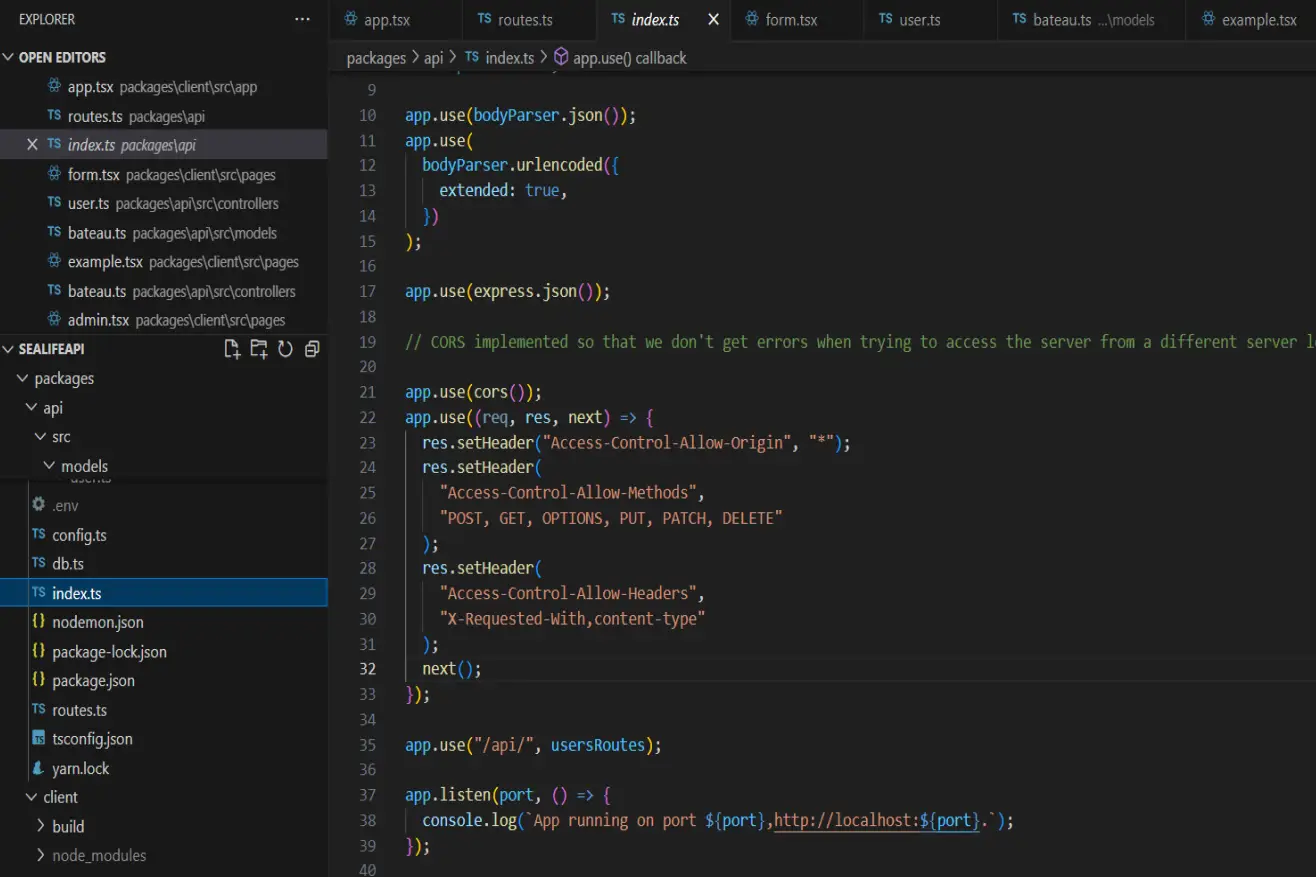 EXPLORER
OPEN EDITORS
app.tsx packages\client\src\app
TS routes.ts packages\api
X TS index.ts packages\api
form.tsx packages\client\src\pages
TS user.ts packages\api\src\controllers
TS bateau.ts packages\api\src\models
example.tsx packages\client\src\pages
TS bateau.ts packages\api\src\controllers
admin.tsx packages\client\src\pages
SEALIFEAPI
packages
api
src
models
user.ts
.env
TS config.ts
TS db.ts
TS index.ts
{} nodemon.json
{} package-lock.json
{} package.json
TS routes.ts
TS tsconfig.json
yarn.lock
client
build
node_modules
app.tsx TS routes.ts TS index.ts X form.tsx TS user.ts TS bateau.ts ...\models example.tsx
packages > api > TS index.ts > app.use() callback
9
10 app.use(bodyParser.json());
11 app.use(
12 bodyParser.urlencoded({
13 extended: true,
14 })
15 );
16
17 app.use(express.json());
18
19 // CORS implemented so that we don't get errors when trying to access the server from a different server
20
21 app.use(cors());
22 app.use((req, res, next) => {
23 res.setHeader("Access-Control-Allow-Origin", "*");
24 res.setHeader(
25 "Access-Control-Allow-Methods",
26 "POST, GET, OPTIONS, PUT, PATCH, DELETE"
27 );
28 res.setHeader(
29 "Access-Control-Allow-Headers",
30 "X-Requested-With,content-type"
31 );
32 next();
33 });
34
35 app.use("/api/", usersRoutes);
36
37 app.listen(port, () => {
38 console.log(`App running on port ${port},http://localhost:${port}.`);
39 });
40